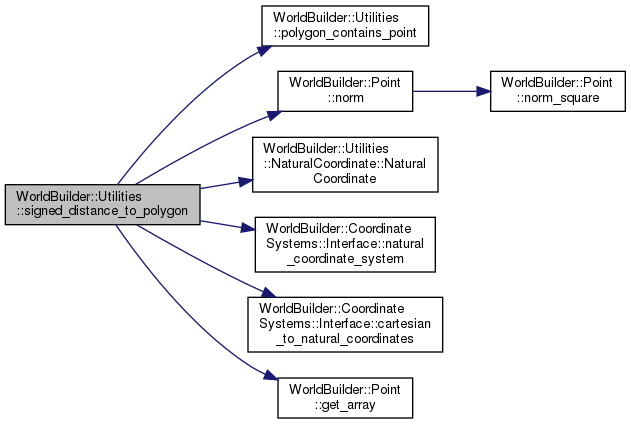 WorldBuilder::Utilities
::polygon_contains_point
WorldBuilder::Point
::norm
WorldBuilder::Point
::norm_square
WorldBuilder::Utilities
::NaturalCoordinate::Natural
Coordinate
WorldBuilder::Utilities
::signed_distance_to_polygon
WorldBuilder::Coordinate
Systems::Interface::natural
_coordinate_system
WorldBuilder::Coordinate
Systems::Interface::cartesian
_to_natural_coordinates
WorldBuilder::Point
::get_array